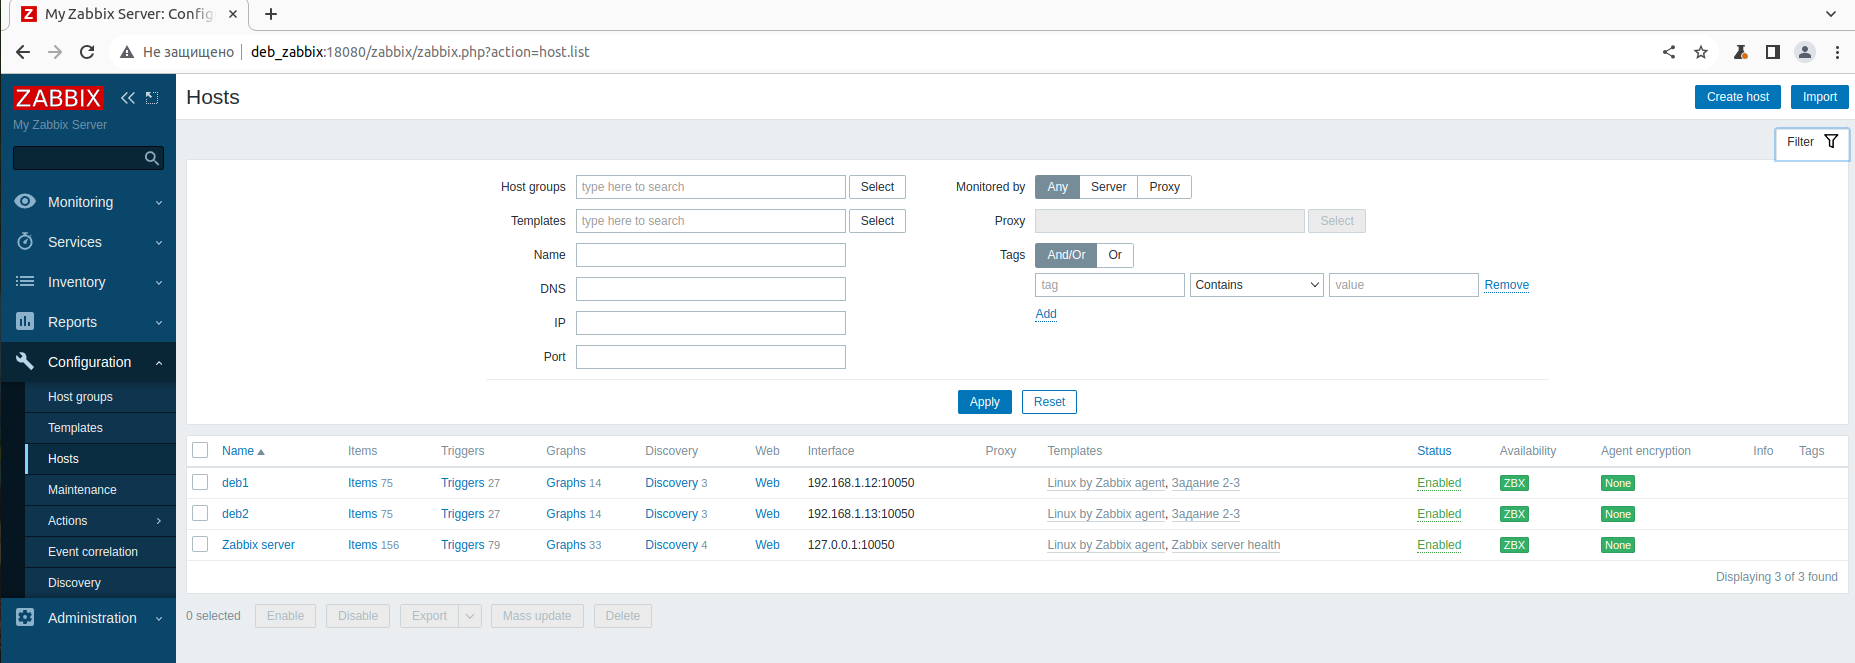 My Zabbix Server: Config
Не защищено deb_zabbix:18080/zabbix/zabbix.php?action=host.list
ZABBIX
My Zabbix Server
Monitoring
Services
Inventory
Reports
Configuration
Host groups
Templates
Hosts
Maintenance
Actions
Event correlation
Discovery
Administration
Hosts
Create host Import
Filter
Host groups type here to search Select
Templates type here to search Select
Name
DNS
IP
Port
Monitored by Any Server Proxy
Proxy Select
Tags And/Or Or
tag Contains value Remove
Add
Apply Reset
Name Items Triggers Graphs Discovery Web Interface Proxy Templates Status Availability Agent encryption Info Tags
deb1 Items 75 Triggers 27 Graphs 14 Discovery 3 Web 192.168.1.12:10050 Linux by Zabbix agent, Задание 2-3 Enabled ZBX None
deb2 Items 75 Triggers 27 Graphs 14 Discovery 3 Web 192.168.1.13:10050 Linux by Zabbix agent, Задание 2-3 Enabled ZBX None
Zabbix server Items 156 Triggers 79 Graphs 33 Discovery 4 Web 127.0.0.1:10050 Linux by Zabbix agent, Zabbix server health Enabled ZBX None
Displaying 3 of 3 found
0 selected Enable Disable Export Mass update Delete